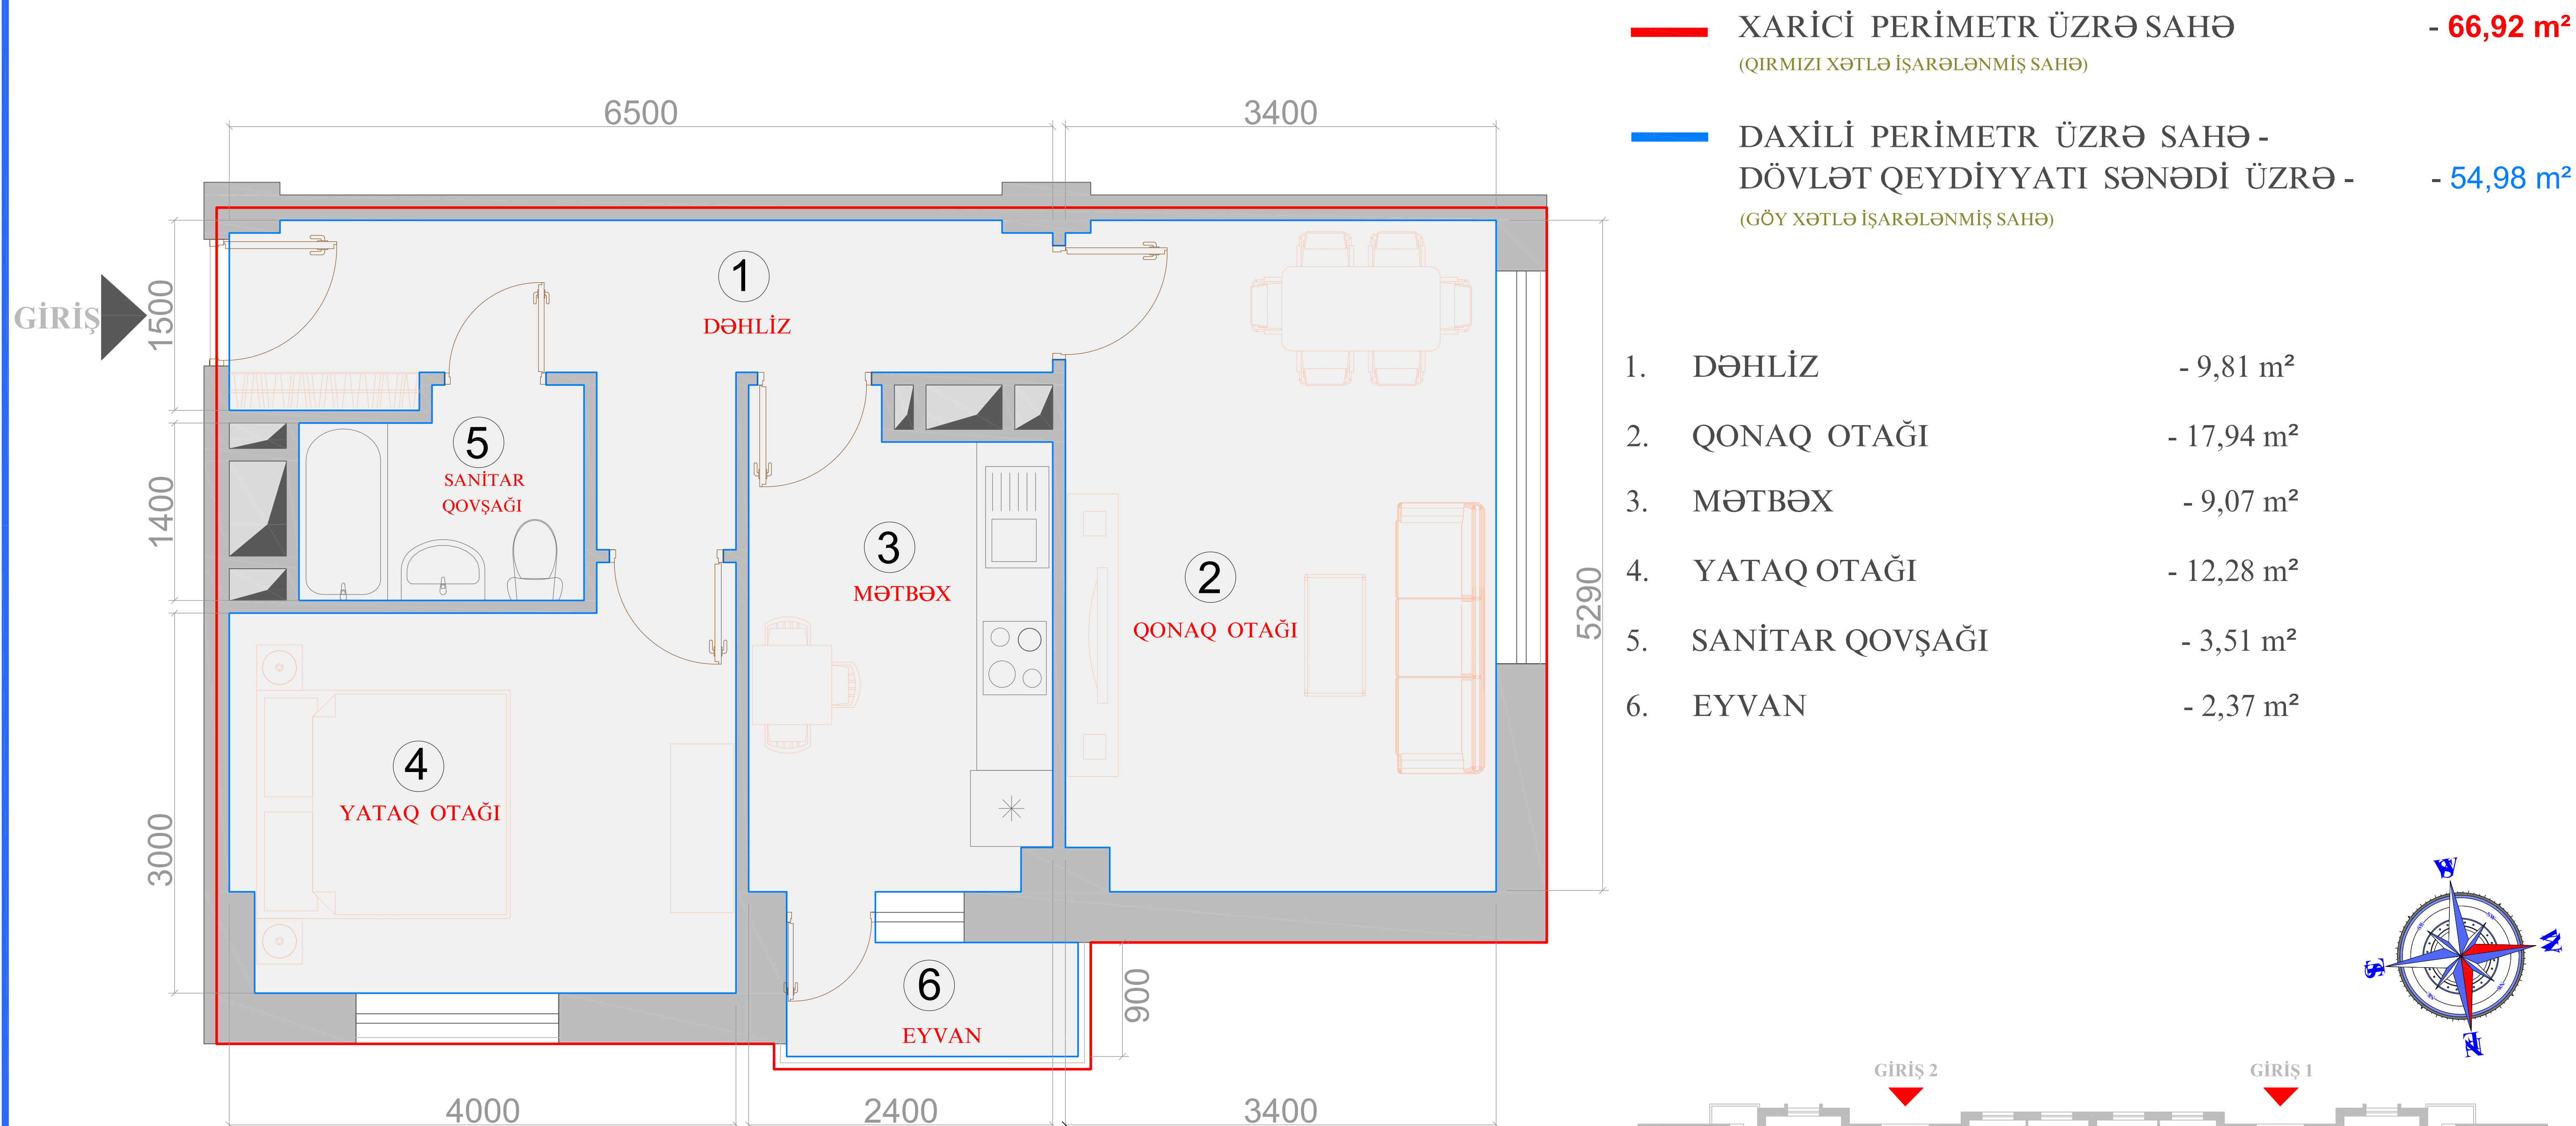 XARİCİ PERİMETR ÜZRƏ SAHƏ - 66,92 m²
(QIRMIZI XƏTLƏ İŞARƏLƏNMİŞ SAHƏ)
DAXİLİ PERİMETR ÜZRƏ SAHƏ -
DÖVLƏT QEYDİYYATI SƏNƏDİ ÜZRƏ - - 54,98 m²
(GÖY XƏTLƏ İŞARƏLƏNMİŞ SAHƏ)
6500
3400
GİRİŞ
1500
1400
3000
1
DƏHLİZ
5
SANİTAR
QOVŞAĞI
3
MƏTBƏX
2
QONAQ OTAĞI
4
YATAQ OTAĞI
6
EYVAN
5290
900
4000
2400
3400
1. DƏHLİZ - 9,81 m²
2. QONAQ OTAĞI - 17,94 m²
3. MƏTBƏX - 9,07 m²
4. YATAQ OTAĞI - 12,28 m²
5. SANİTAR QOVŞAĞI - 3,51 m²
6. EYVAN - 2,37 m²
GİRİŞ 2
GİRİŞ 1